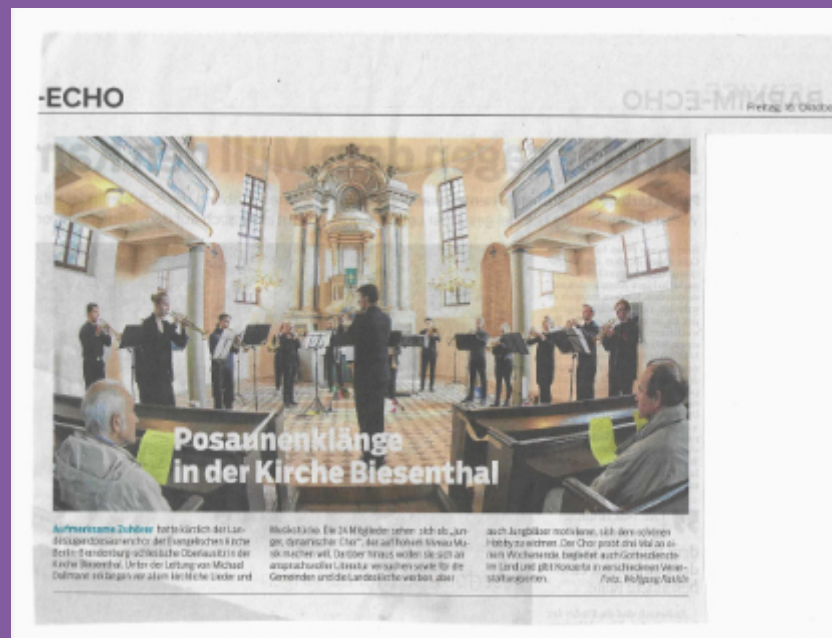 -ECHO
Freitag, 16. Oktober
Posaunenklänge
in der Kirche Biesenthal
Aufmerksame Zuhörer hatte kürzlich der Lan-
desjugendposaunenchor der Evangelischen Kirche
Berlin-Brandenburg-schlesische Oberlausitz in der
Kirche Biesenthal. Unter der Leitung von Michael
Dallmann erklangen vor allem kirchliche Lieder und
Musikstücke. Die 24 Mitglieder sehen sich als „jun-
ger, dynamischer Chor“, der auf hohem Niveau Mu-
sik machen will. Darüber hinaus wollen sie sich an
anspruchsvoller Literatur versuchen sowie für die
Gemeinden und die Landeskirche werben, aber
auch Jungbläser motivieren, sich dem schönen
Hobby zu widmen. Der Chor probt drei Mal an ei-
nem Wochenende, begleitet auch Gottesdienste
im Land und gibt Konzerte in verschiedenen Veran-
staltungsorten.
Foto: Wolfgang